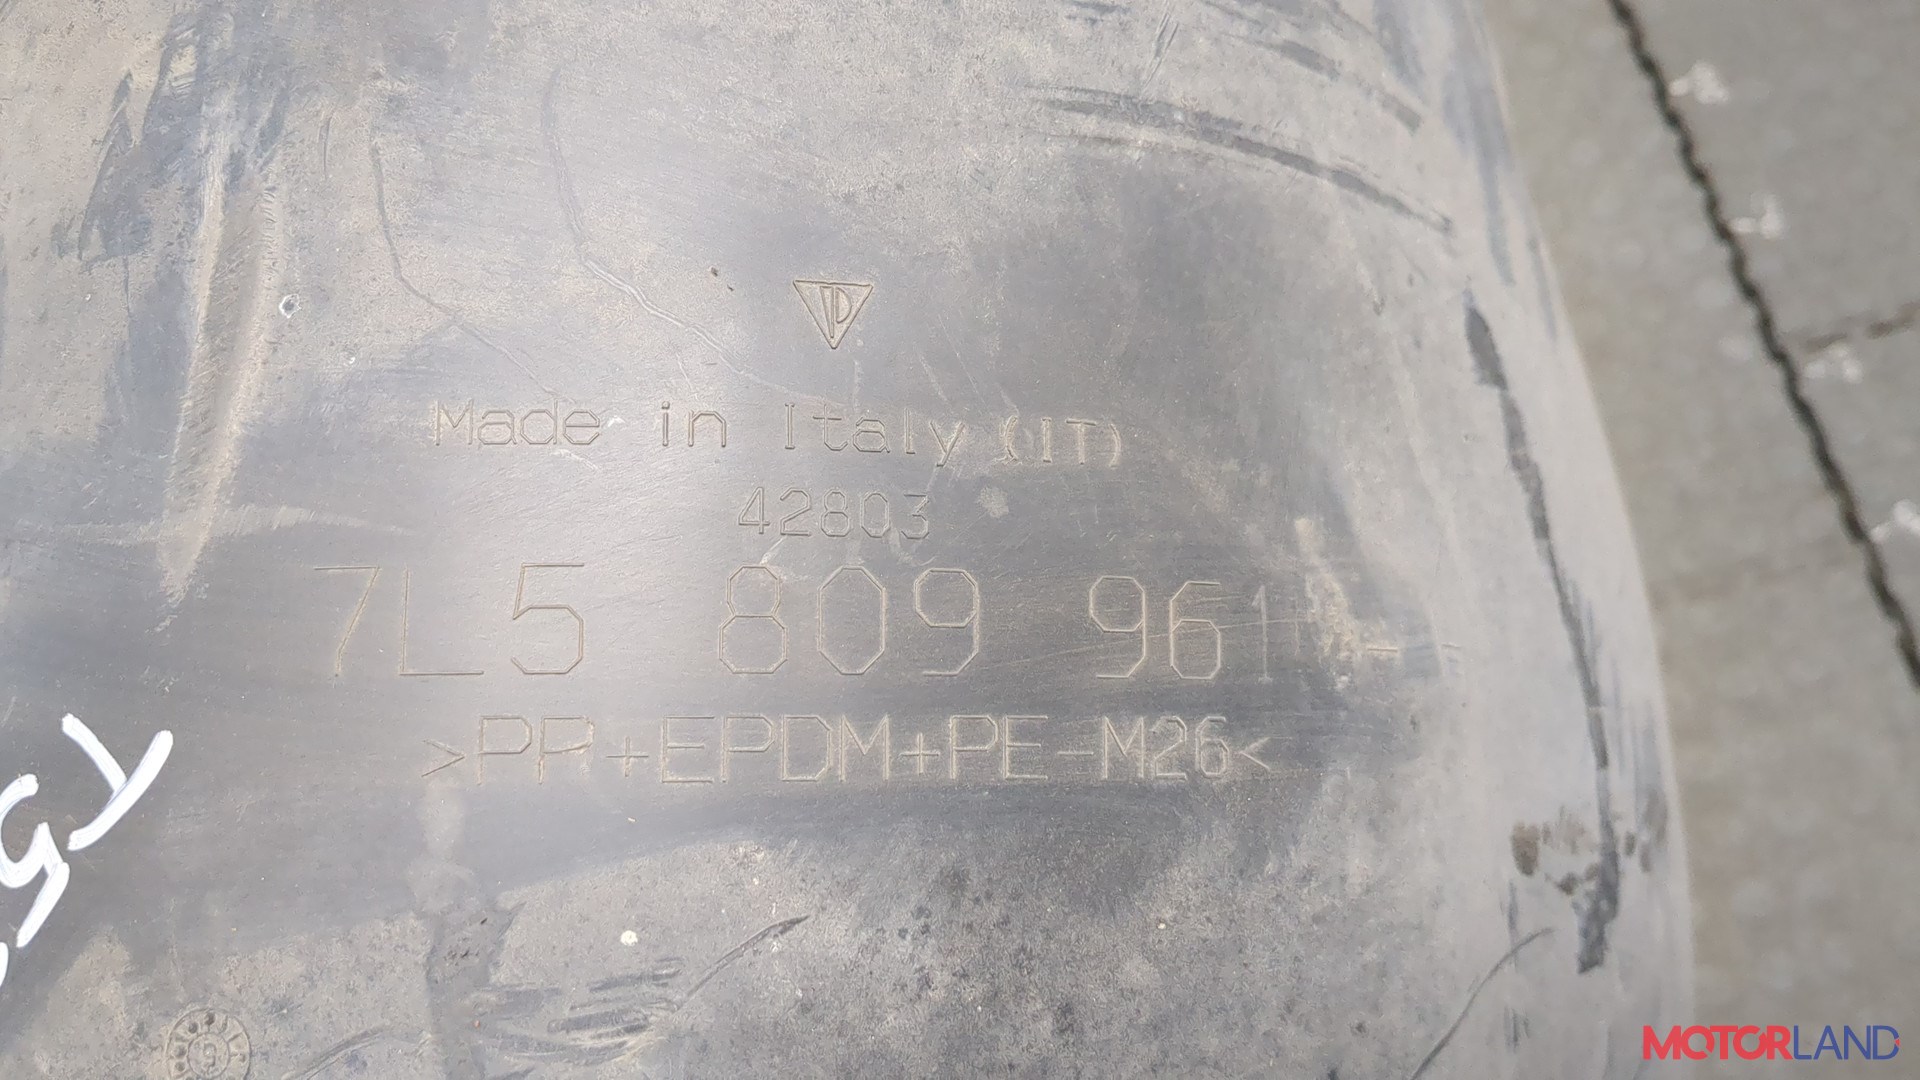 Made in Italy (IT)
42803
7L5 809 961
>PP+EPDM+PE-M26<
MOTORLAND